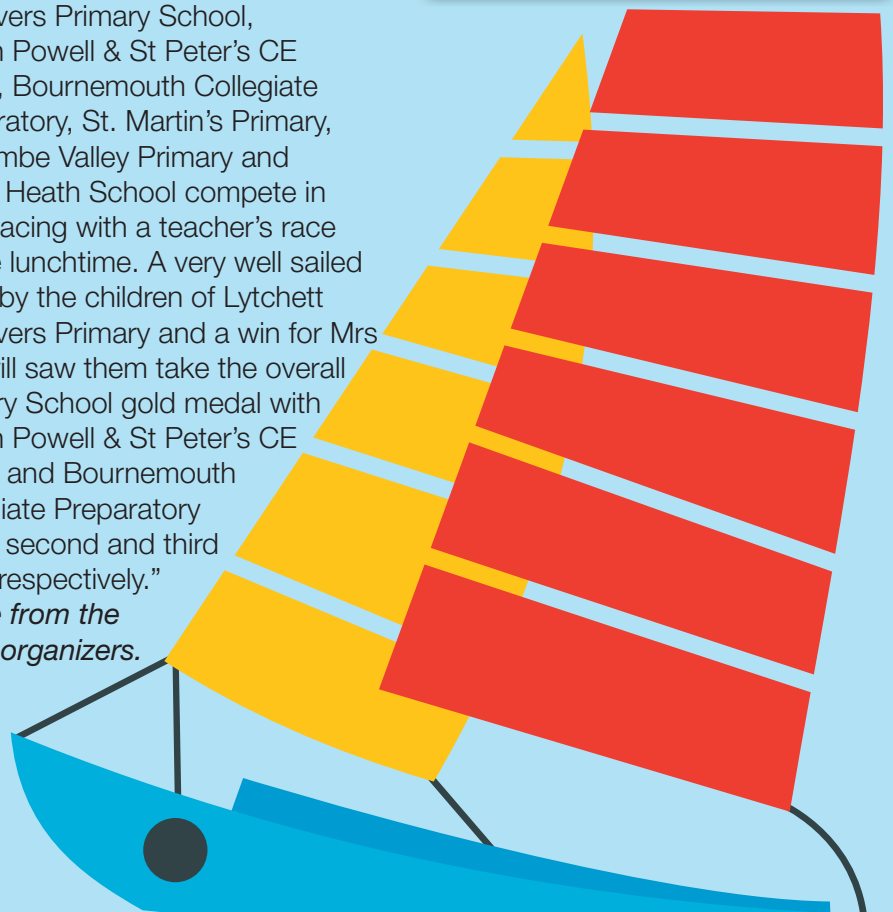 vers Primary School,
Powell & St Peter's CE
, Bournemouth Collegiate
ratory, St. Martin's Primary,
mbe Valley Primary and
Heath School compete in
acing with a teacher's race
lunchtime. A very well sailed
by the children of Lytchett
vers Primary and a win for Mrs
ill saw them take the overall
ry School gold medal with
Powell & St Peter's CE
and Bournemouth
iate Preparatory
second and third
respectively.”
from the
organizers.